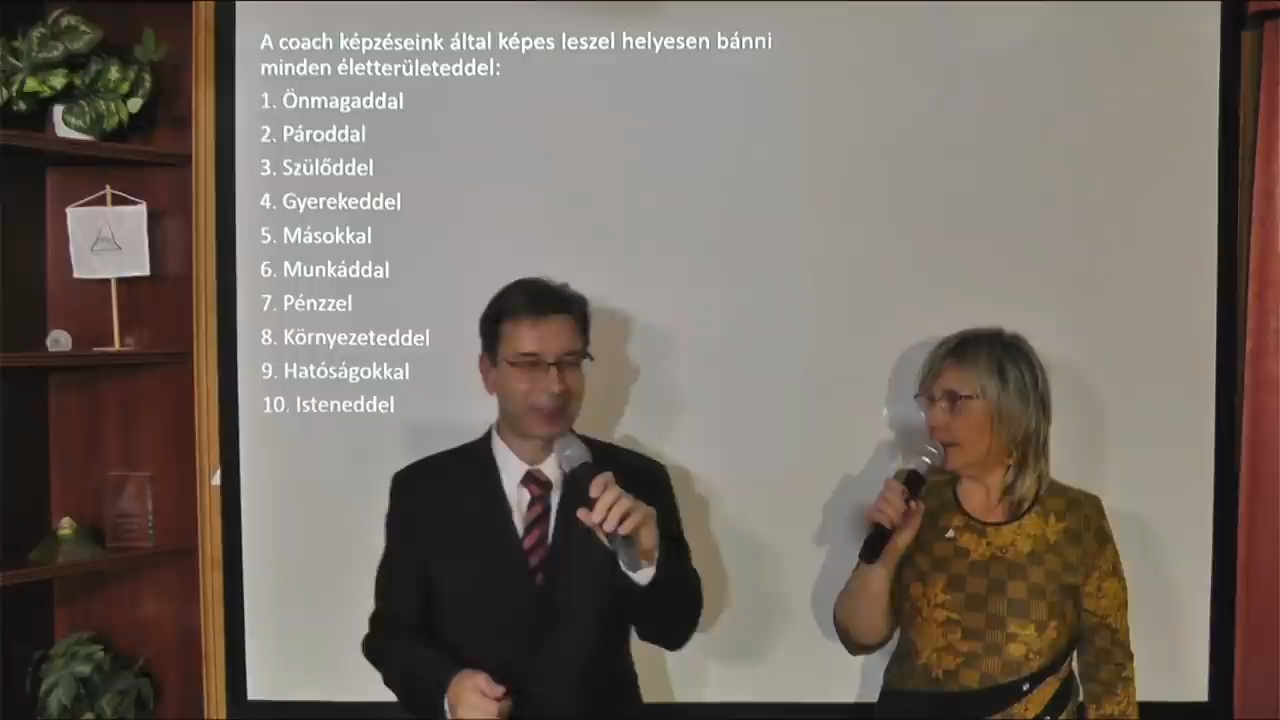 A coach képzéseink által képes leszel helyesen bánni
minden életterületeddel:
1. Önmagaddal
2. Pároddal
3. Szülőddel
4. Gyerekeddel
5. Másokkal
6. Munkáddal
7. Pénzzel
8. Környezeteddel
9. Hatóságokkal
10. Isteneddel